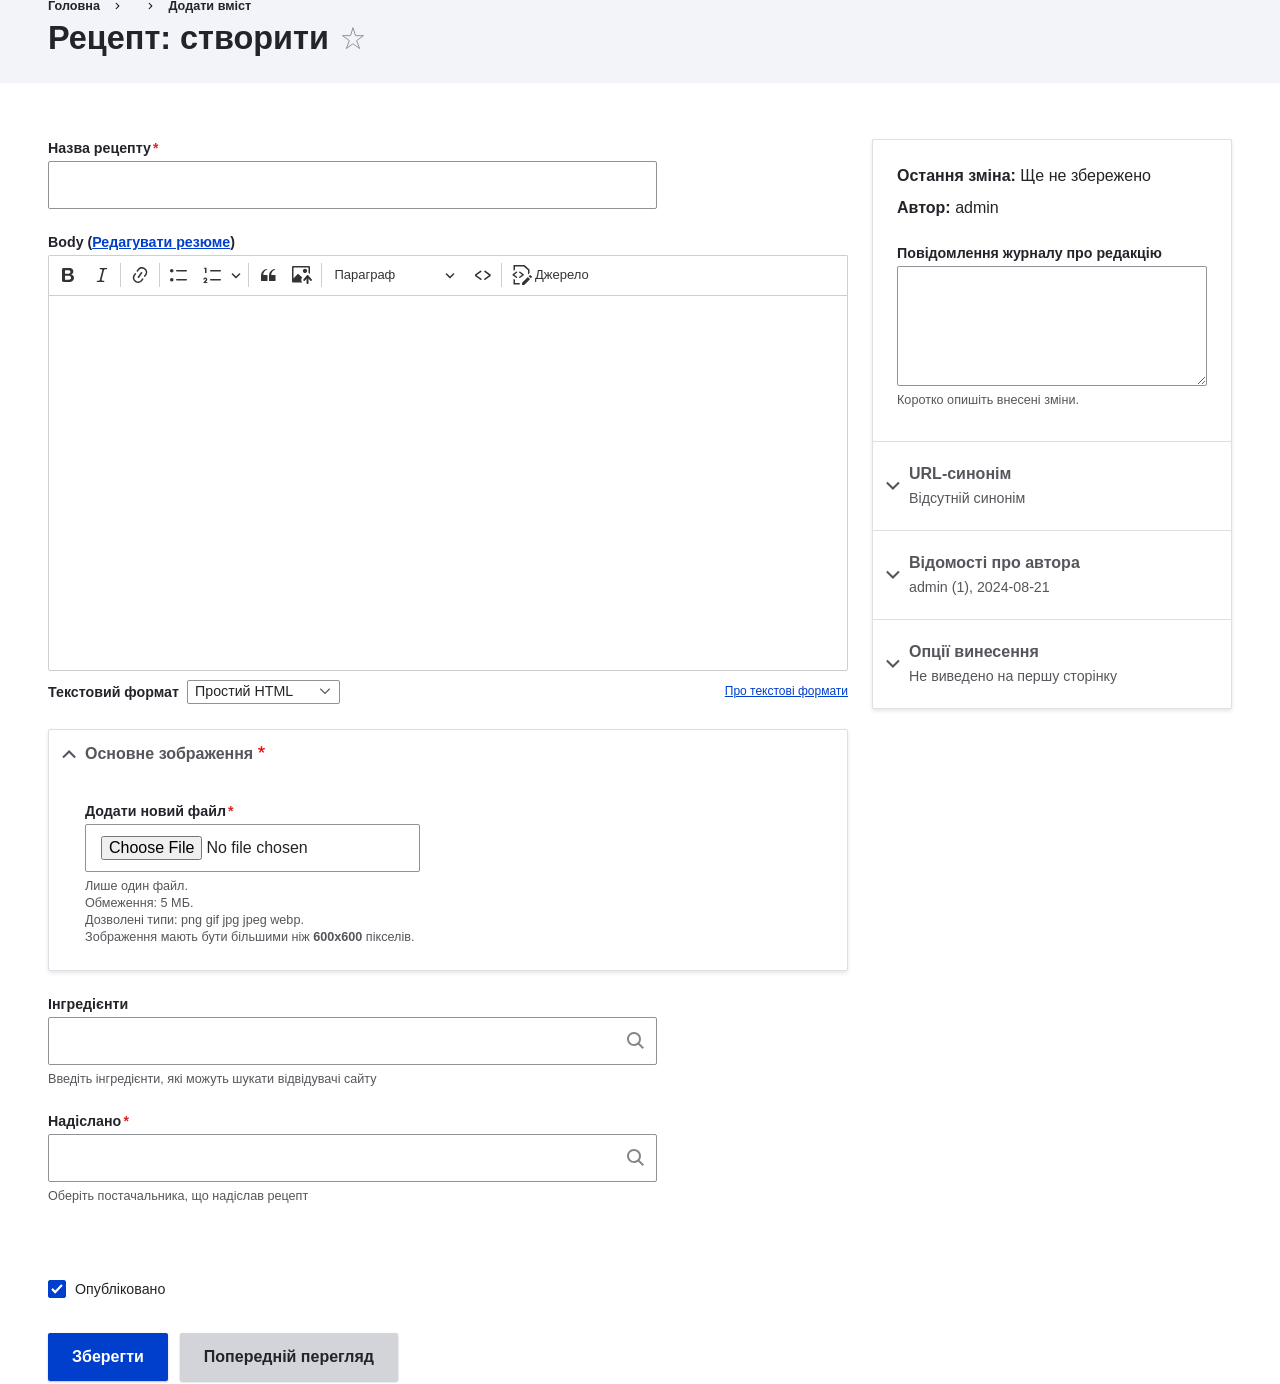 Головна
Додати вміст
Рецепт: створити
Назва рецепту*
Body (Редагувати резюме)
Параграф
Джерело
Текстовий формат Простий HTML
Про текстові формати
Основне зображення *
Додати новий файл*
Choose File No file chosen
Лише один файл.
Обмеження: 5 МБ.
Дозволені типи: png gif jpg jpeg webp.
Зображення мають бути більшими ніж 600x600 пікселів.
Інгредієнти
Введіть інгредієнти, які можуть шукати відвідувачі сайту
Надіслано*
Оберіть постачальника, що надіслав рецепт
Опубліковано
Зберегти
Попередній перегляд
Остання зміна: Ще не збережено
Автор: admin
Повідомлення журналу про редакцію
Коротко опишіть внесені зміни.
URL-синонім
Відсутній синонім
Відомості про автора
admin (1), 2024-08-21
Опції винесення
Не виведено на першу сторінку